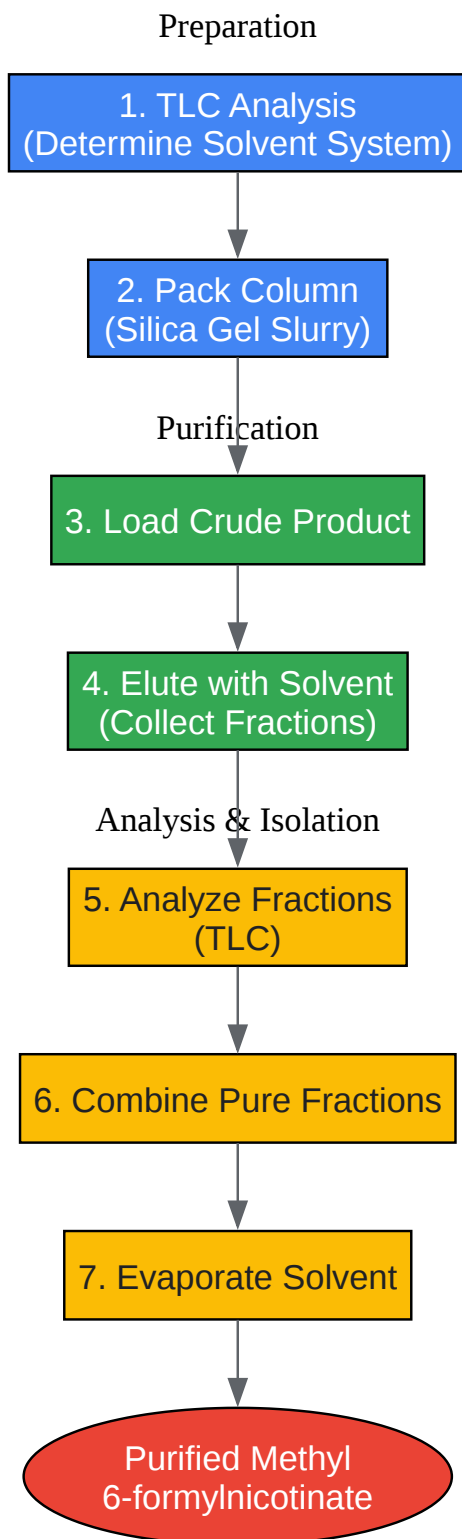 Preparation
1. TLC Analysis
(Determine Solvent System)
2. Pack Column
(Silica Gel Slurry)
Purification
3. Load Crude Product
4. Elute with Solvent
(Collect Fractions)
Analysis & Isolation
5. Analyze Fractions
(TLC)
6. Combine Pure Fractions
7. Evaporate Solvent
Purified Methyl
6-formylnicotinate